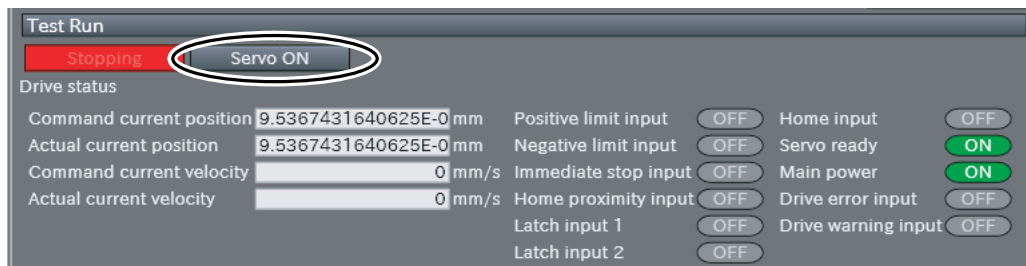 Test Run
Stopping Servo ON
Drive status
Command current position 9.5367431640625E-0 mm Positive limit input OFF Home input OFF
Actual current position 9.5367431640625E-0 mm Negative limit input OFF Servo ready ON
Command current velocity 0 mm/s Immediate stop input OFF Main power ON
Actual current velocity 0 mm/s Home proximity input OFF Drive error input OFF
Latch input 1 OFF Drive warning input OFF
Latch input 2 OFF